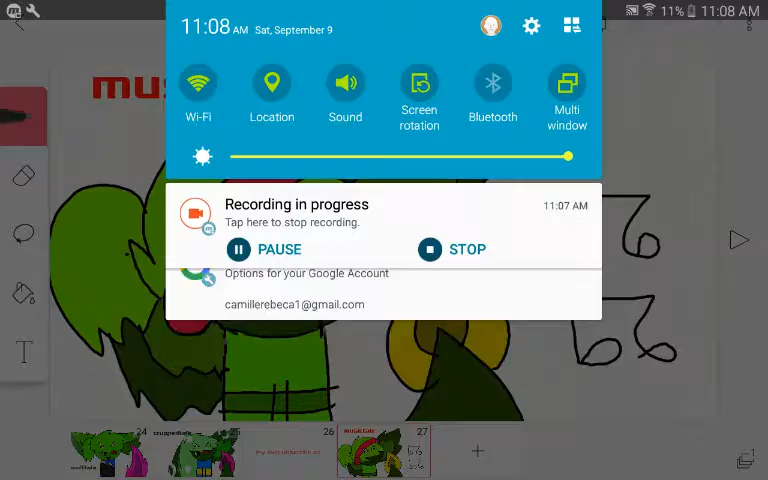 11%
11:08 AM
11:08 AM Sat, September 9
Wi-Fi
Location
Sound
Screen rotation
Bluetooth
Multi window
mus
Recording in progress
11:07 AM
Tap here to stop recording.
PAUSE
STOP
Options for your Google Account
camillerebeca1@gmail.com
T
24
25
26
27